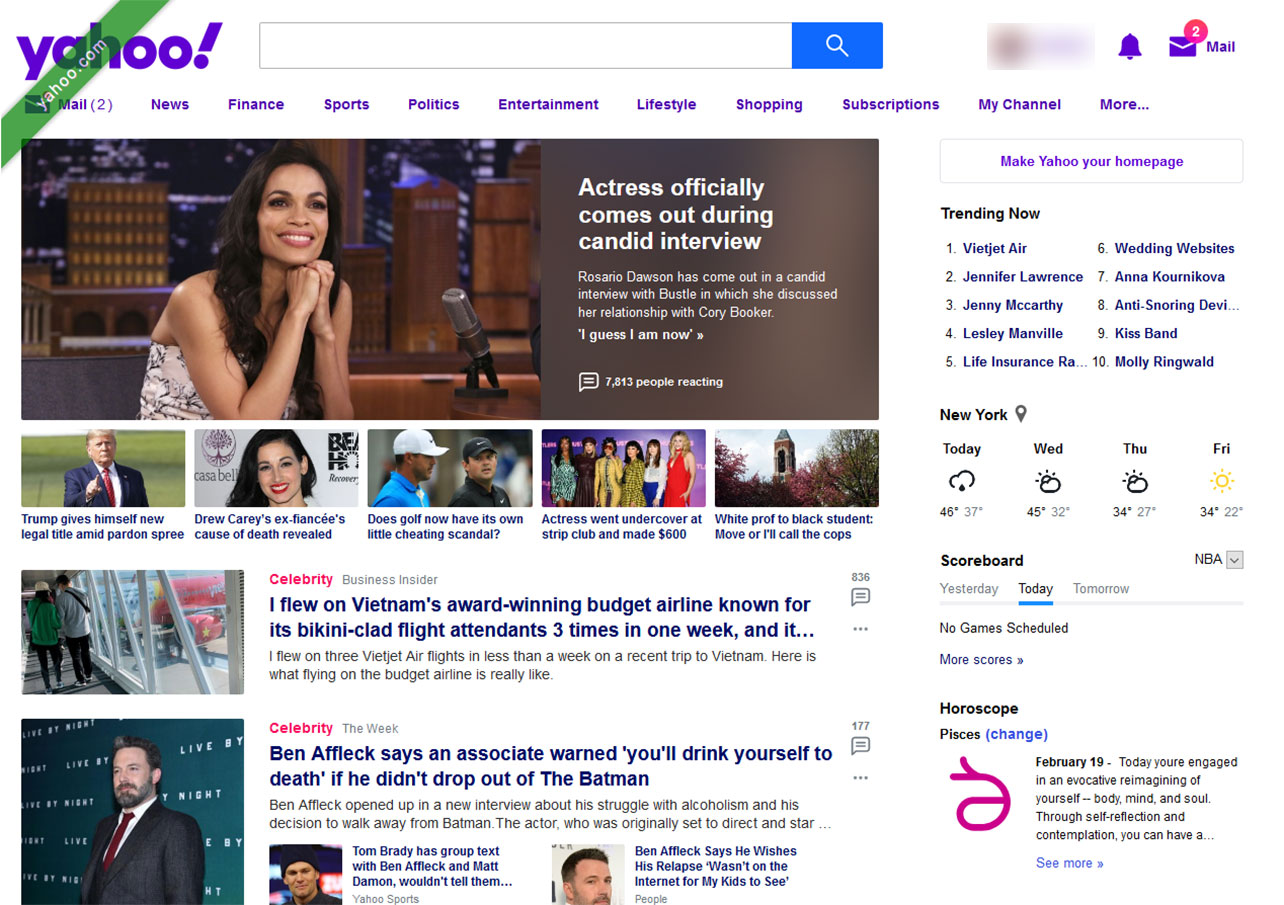 yahoo!
yahoo.com
2
Mail
Mail (2)
News
Finance
Sports
Politics
Entertainment
Lifestyle
Shopping
Subscriptions
My Channel
More...
Actress officially
comes out during
candid interview
Rosario Dawson has come out in a candid
interview with Bustle in which she discussed
her relationship with Cory Booker.
'I guess I am now' »
7,813 people reacting
casa bell
Recovery
Trump gives himself new
legal title amid pardon spree
Drew Carey's ex-fiancée's
cause of death revealed
Does golf now have its own
little cheating scandal?
Actress went undercover at
strip club and made $600
White prof to black student:
Move or I'll call the cops
Celebrity Business Insider
836
I flew on Vietnam's award-winning budget airline known for
its bikini-clad flight attendants 3 times in one week, and it…
I flew on three Vietjet Air flights in less than a week on a recent trip to Vietnam. Here is
what flying on the budget airline is really like.
LIVE BY NIGHT
Celebrity The Week
177
Ben Affleck says an associate warned 'you'll drink yourself to
death' if he didn't drop out of The Batman
Ben Affleck opened up in a new interview about his struggle with alcoholism and his
decision to walk away from Batman.The actor, who was originally set to direct and star …
Tom Brady has group text
with Ben Affleck and Matt
Damon, wouldn't tell them…
Yahoo Sports
Ben Affleck Says He Wishes
His Relapse ‘Wasn’t on the
Internet for My Kids to See’
People
Make Yahoo your homepage
Trending Now
1. Vietjet Air
2. Jennifer Lawrence
3. Jenny Mccarthy
4. Lesley Manville
5. Life Insurance Ra…
6. Wedding Websites
7. Anna Kournikova
8. Anti-Snoring Devi…
9. Kiss Band
10. Molly Ringwald
New York
Today Wed Thu Fri
46° 37° 45° 32° 34° 27° 34° 22°
Scoreboard
NBA
Yesterday Today Tomorrow
No Games Scheduled
More scores »
Horoscope
Pisces (change)
February 19 - Today youre engaged
in an evocative reimagining of
yourself -- body, mind, and soul.
Through self-reflection and
contemplation, you can have a…
See more »